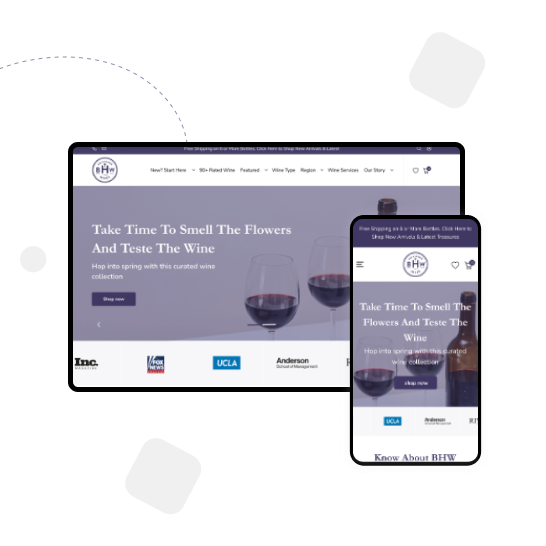 Free Shipping on 6 or More Bottles, Click Here to Shop New Arrivals & Latest
BHW
New? Start Here
90+ Rated Wine
Featured
Wine Type
Region
Wine Services
Our Story
Take Time To Smell The Flowers
And Teste The Wine
Hop into spring with this curated wine
collection
Shop now
Inc.
MAGAZINE
FOX
NEWS
UCLA
Anderson
School of Management
Free Shipping on 6 or More Bottles, Click Here to
Shop New Arrivals & Latest Treasures
BHW
Take Time To Smell The
Flowers And Teste The
Wine
Hop into spring with this curated
wine collection
shop now
UCLA
Anderson
School of Management
Know About BHW